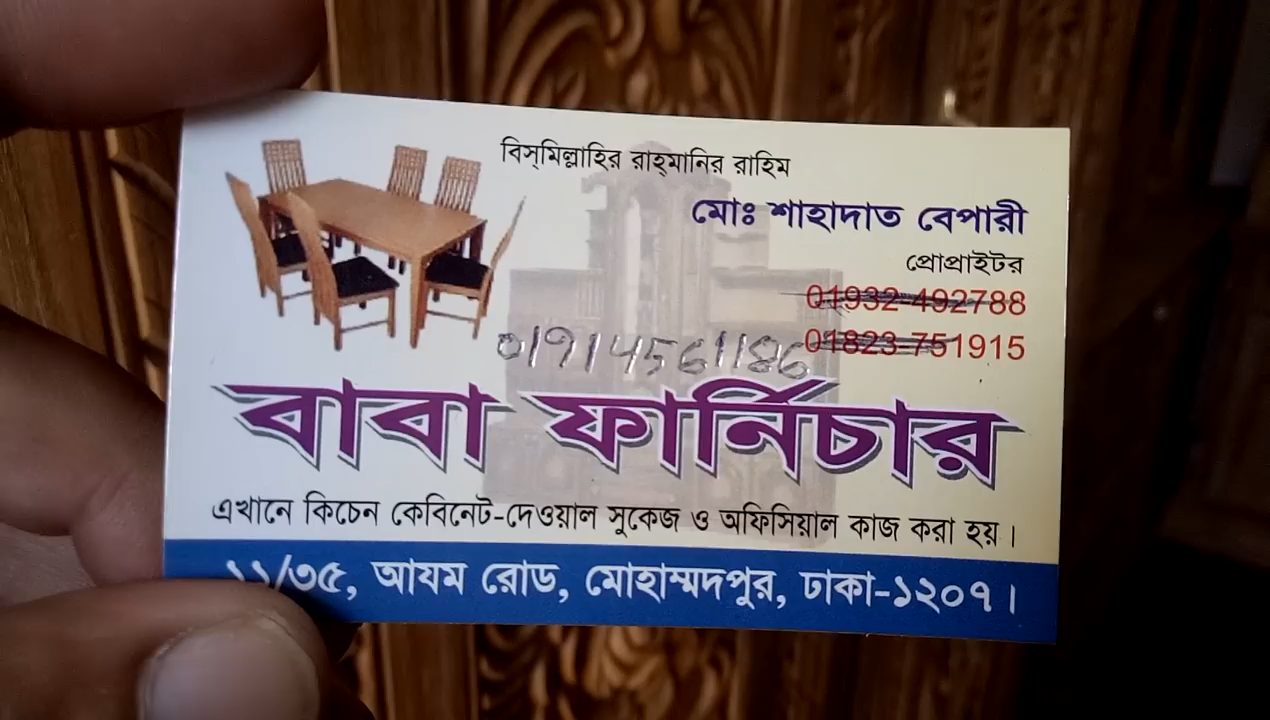 বিস্‌মিল্লাহির রাহ্‌মানির রাহিম
মোঃ শাহাদাত বেপারী
প্রোপ্রাইটর
01932-492788
01823-751915
01914561186
বাবা ফার্নিচার
এখানে কিচেন কেবিনেট-দেওয়াল সুকেজ ও অফিসিয়াল কাজ করা হয়।
১১/৩৫, আযম রোড, মোহাম্মদপুর, ঢাকা-১২০৭।